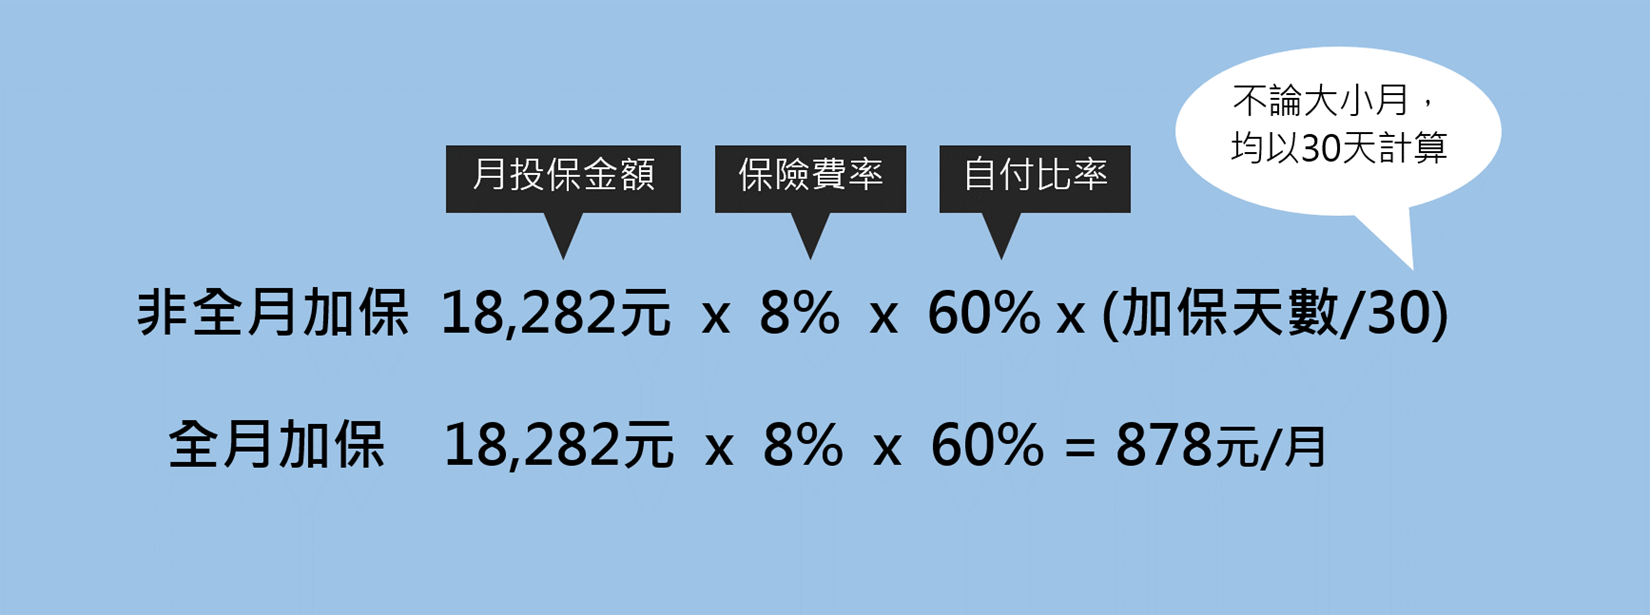 不論大小月，
均以30天計算
月投保金額 保險費率 自付比率
非全月加保 18,282元 x 8% x 60% x (加保天數/30)
全月加保 18,282元 x 8% x 60% = 878元/月